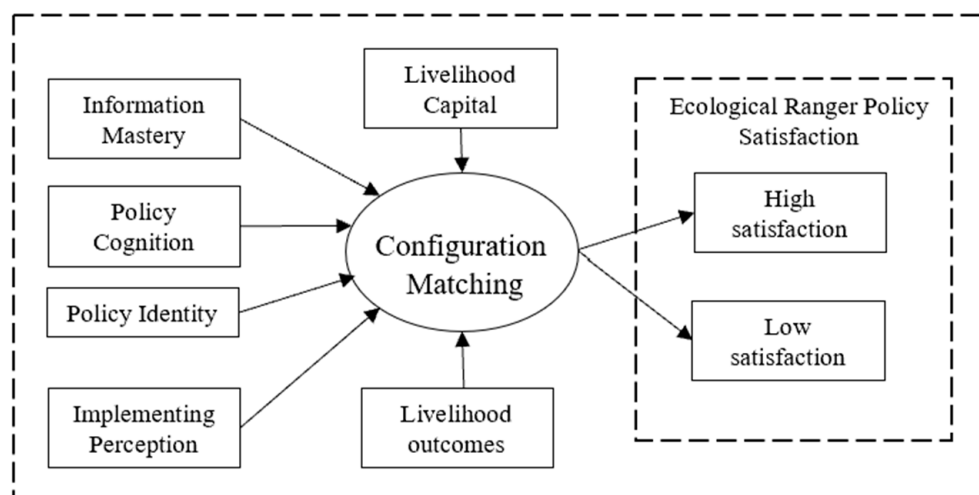 Information
Mastery
Policy
Cognition
Policy Identity
Implementing
Perception
Livelihood
Capital
Configuration
Matching
Livelihood
outcomes
Ecological Ranger Policy
Satisfaction
High
satisfaction
Low
satisfaction